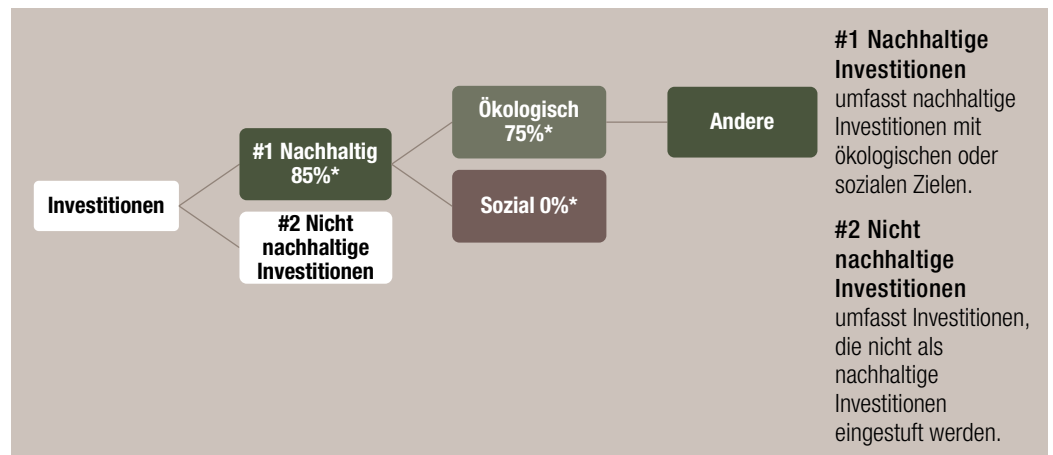 Investitionen
#1 Nachhaltig
85%*
#2 Nicht
nachhaltige
Investitionen
Ökologisch
75%*
Sozial 0%*
Andere
#1 Nachhaltige
Investitionen
umfasst nachhaltige
Investitionen mit
ökologischen oder
sozialen Zielen.
#2 Nicht
nachhaltige
Investitionen
umfasst Investitionen,
die nicht als
nachhaltige
Investitionen
eingestuft werden.